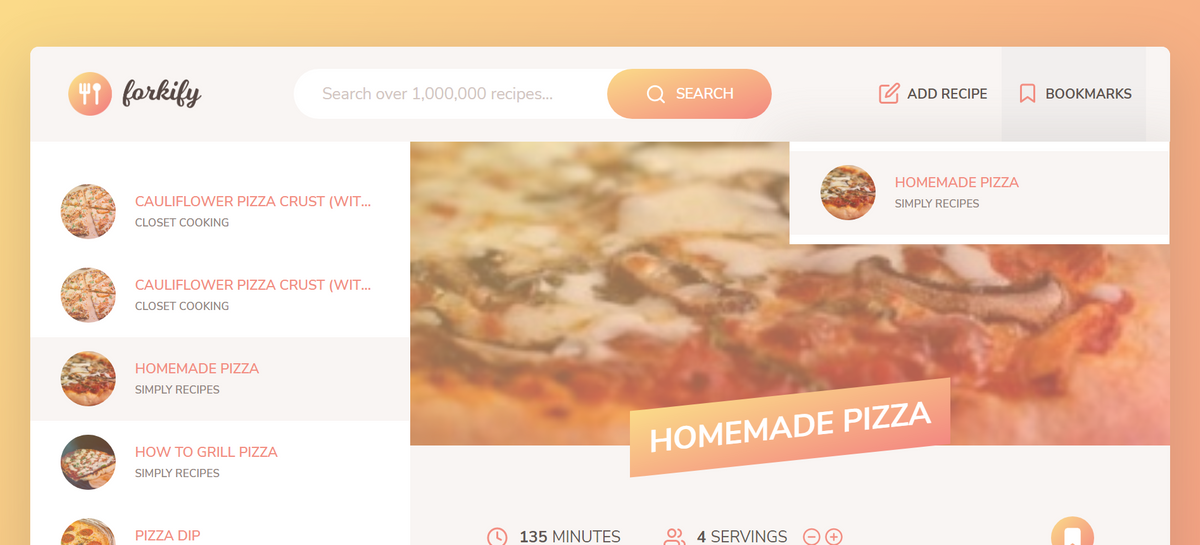 forkify
Search over 1,000,000 recipes...
SEARCH
ADD RECIPE
BOOKMARKS
CAULIFLOWER PIZZA CRUST (WIT...
CLOSET COOKING
CAULIFLOWER PIZZA CRUST (WIT...
CLOSET COOKING
HOMEMADE PIZZA
SIMPLY RECIPES
HOW TO GRILL PIZZA
SIMPLY RECIPES
PIZZA DIP
HOMEMADE PIZZA
SIMPLY RECIPES
HOMEMADE PIZZA
135 MINUTES
4 SERVINGS